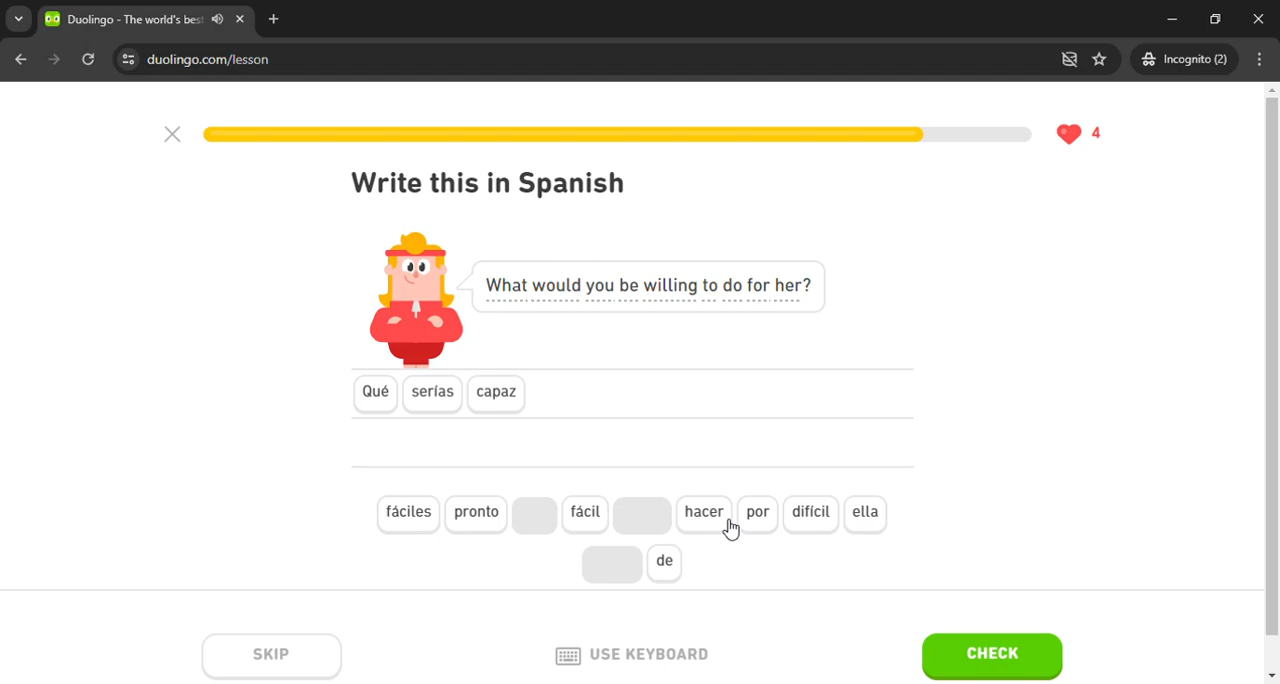 Duolingo - The world's bes
duolingo.com/lesson
Incognito (2)
4
Write this in Spanish
What would you be willing to do for her?
Qué serías capaz
fáciles pronto fácil hacer por difícil ella
de
SKIP USE KEYBOARD CHECK